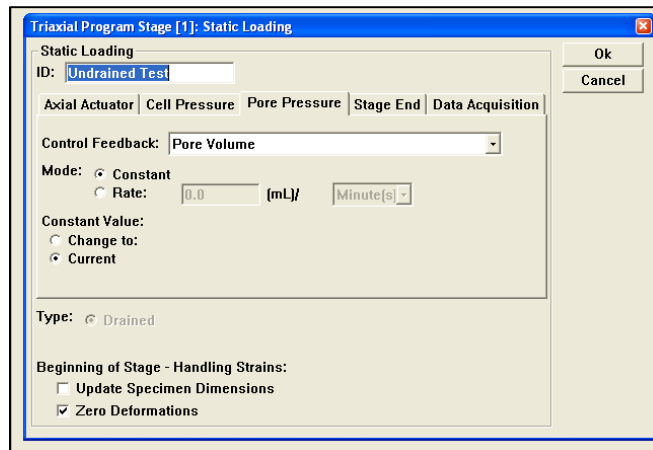 Triaxial Program Stage [1]: Static Loading
Static Loading
Ok
ID: Undrained Test
Cancel
Axial Actuator Cell Pressure Pore Pressure Stage End Data Acquisition
Control Feedback: Pore Volume
Mode: Constant
Rate: 0.0 (mL)/ Minute(s)
Constant Value:
Change to:
Current
Type: Drained
Beginning of Stage - Handling Strains:
Update Specimen Dimensions
Zero Deformations